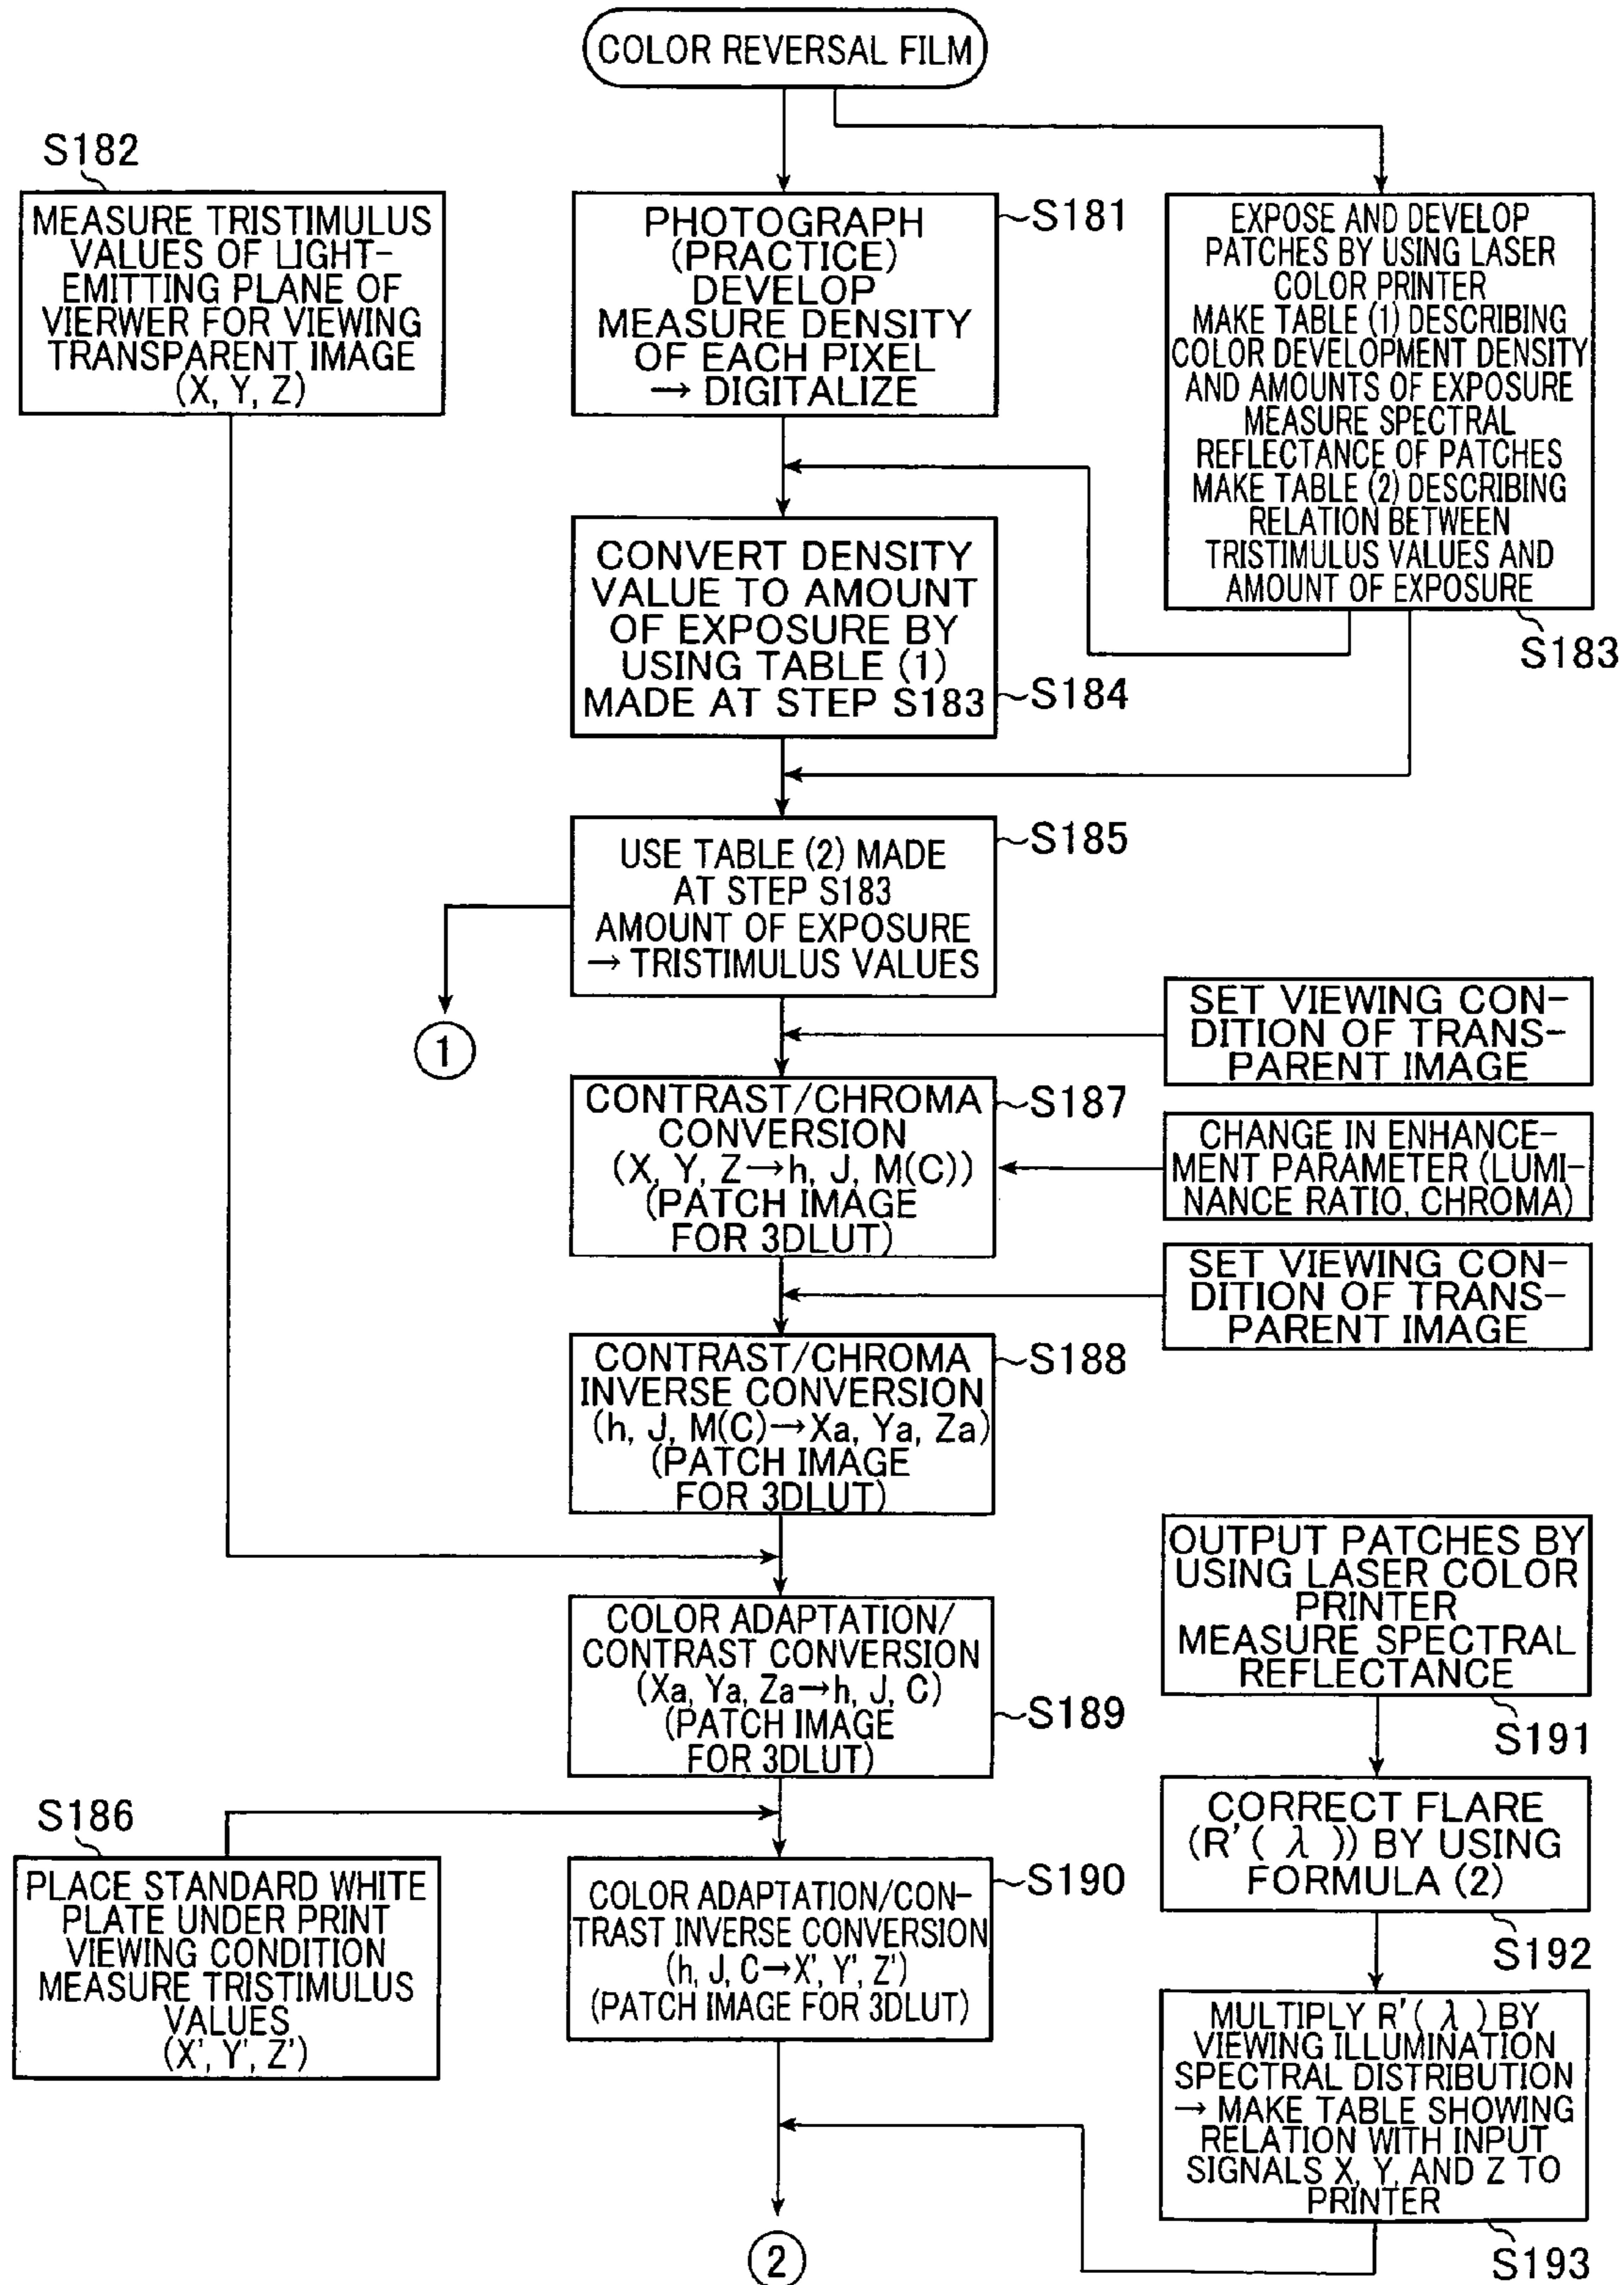 COLOR REVERSAL FILM
S182
MEASURE TRISTIMULUS
VALUES OF LIGHT-
EMITTING PLANE OF
VIERWER FOR VIEWING
TRANSPARENT IMAGE
(X, Y, Z)
S181
PHOTOGRAPH
(PRACTICE)
DEVELOP
MEASURE DENSITY
OF EACH PIXEL
→ DIGITALIZE
EXPOSE AND DEVELOP
PATCHES BY USING LASER
COLOR PRINTER
MAKE TABLE (1) DESCRIBING
COLOR DEVELOPMENT DENSITY
AND AMOUNTS OF EXPOSURE
MEASURE SPECTRAL
REFLECTANCE OF PATCHES
MAKE TABLE (2) DESCRIBING
RELATION BETWEEN
TRISTIMULUS VALUES AND
AMOUNT OF EXPOSURE
S183
CONVERT DENSITY
VALUE TO AMOUNT
OF EXPOSURE BY
USING TABLE (1)
MADE AT STEP S183
S184
S185
USE TABLE (2) MADE
AT STEP S183
AMOUNT OF EXPOSURE
→ TRISTIMULUS VALUES
1
SET VIEWING CON-
DITION OF TRANS-
PARENT IMAGE
CONTRAST/CHROMA
CONVERSION
(X, Y, Z→h, J, M(C))
(PATCH IMAGE
FOR 3DLUT)
S187
CHANGE IN ENHANCE-
MENT PARAMETER (LUMI-
NANCE RATIO, CHROMA)
SET VIEWING CON-
DITION OF TRANS-
PARENT IMAGE
CONTRAST/CHROMA
INVERSE CONVERSION
(h, J, M(C)→Xa, Ya, Za)
(PATCH IMAGE
FOR 3DLUT)
S188
COLOR ADAPTATION/
CONTRAST CONVERSION
(Xa, Ya, Za→h, J, C)
(PATCH IMAGE
FOR 3DLUT)
S189
OUTPUT PATCHES BY
USING LASER COLOR
PRINTER
MEASURE SPECTRAL
REFLECTANCE
S191
S186
PLACE STANDARD WHITE
PLATE UNDER PRINT
VIEWING CONDITION
MEASURE TRISTIMULUS
VALUES
(X', Y', Z')
COLOR ADAPTATION/CON-
TRAST INVERSE CONVERSION
(h, J, C→X', Y', Z')
(PATCH IMAGE FOR 3DLUT)
S190
CORRECT FLARE
(R' ( λ )) BY USING
FORMULA (2)
S192
MULTIPLY R' ( λ ) BY
VIEWING ILLUMINATION
SPECTRAL DISTRIBUTION
→ MAKE TABLE SHOWING
RELATION WITH INPUT
SIGNALS X, Y, AND Z TO
PRINTER
S193
2